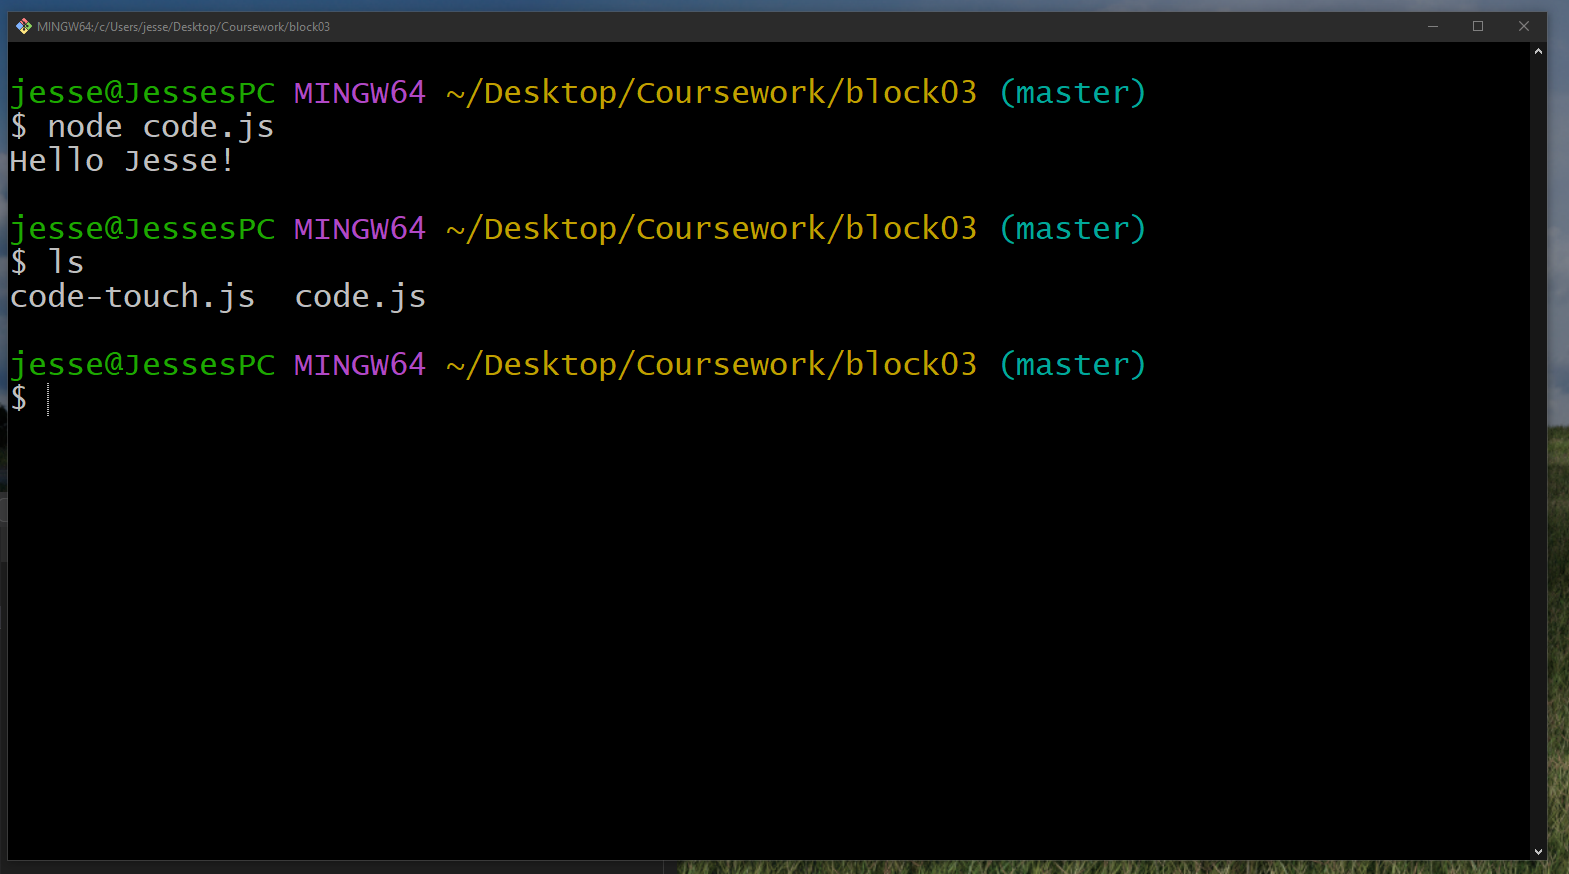 MINGW64:/c/Users/jesse/Desktop/Coursework/block03
jesse@JessesPC MINGW64 ~/Desktop/Coursework/block03 (master)
$ node code.js
Hello Jesse!
jesse@JessesPC MINGW64 ~/Desktop/Coursework/block03 (master)
$ ls
code-touch.js  code.js
jesse@JessesPC MINGW64 ~/Desktop/Coursework/block03 (master)
$